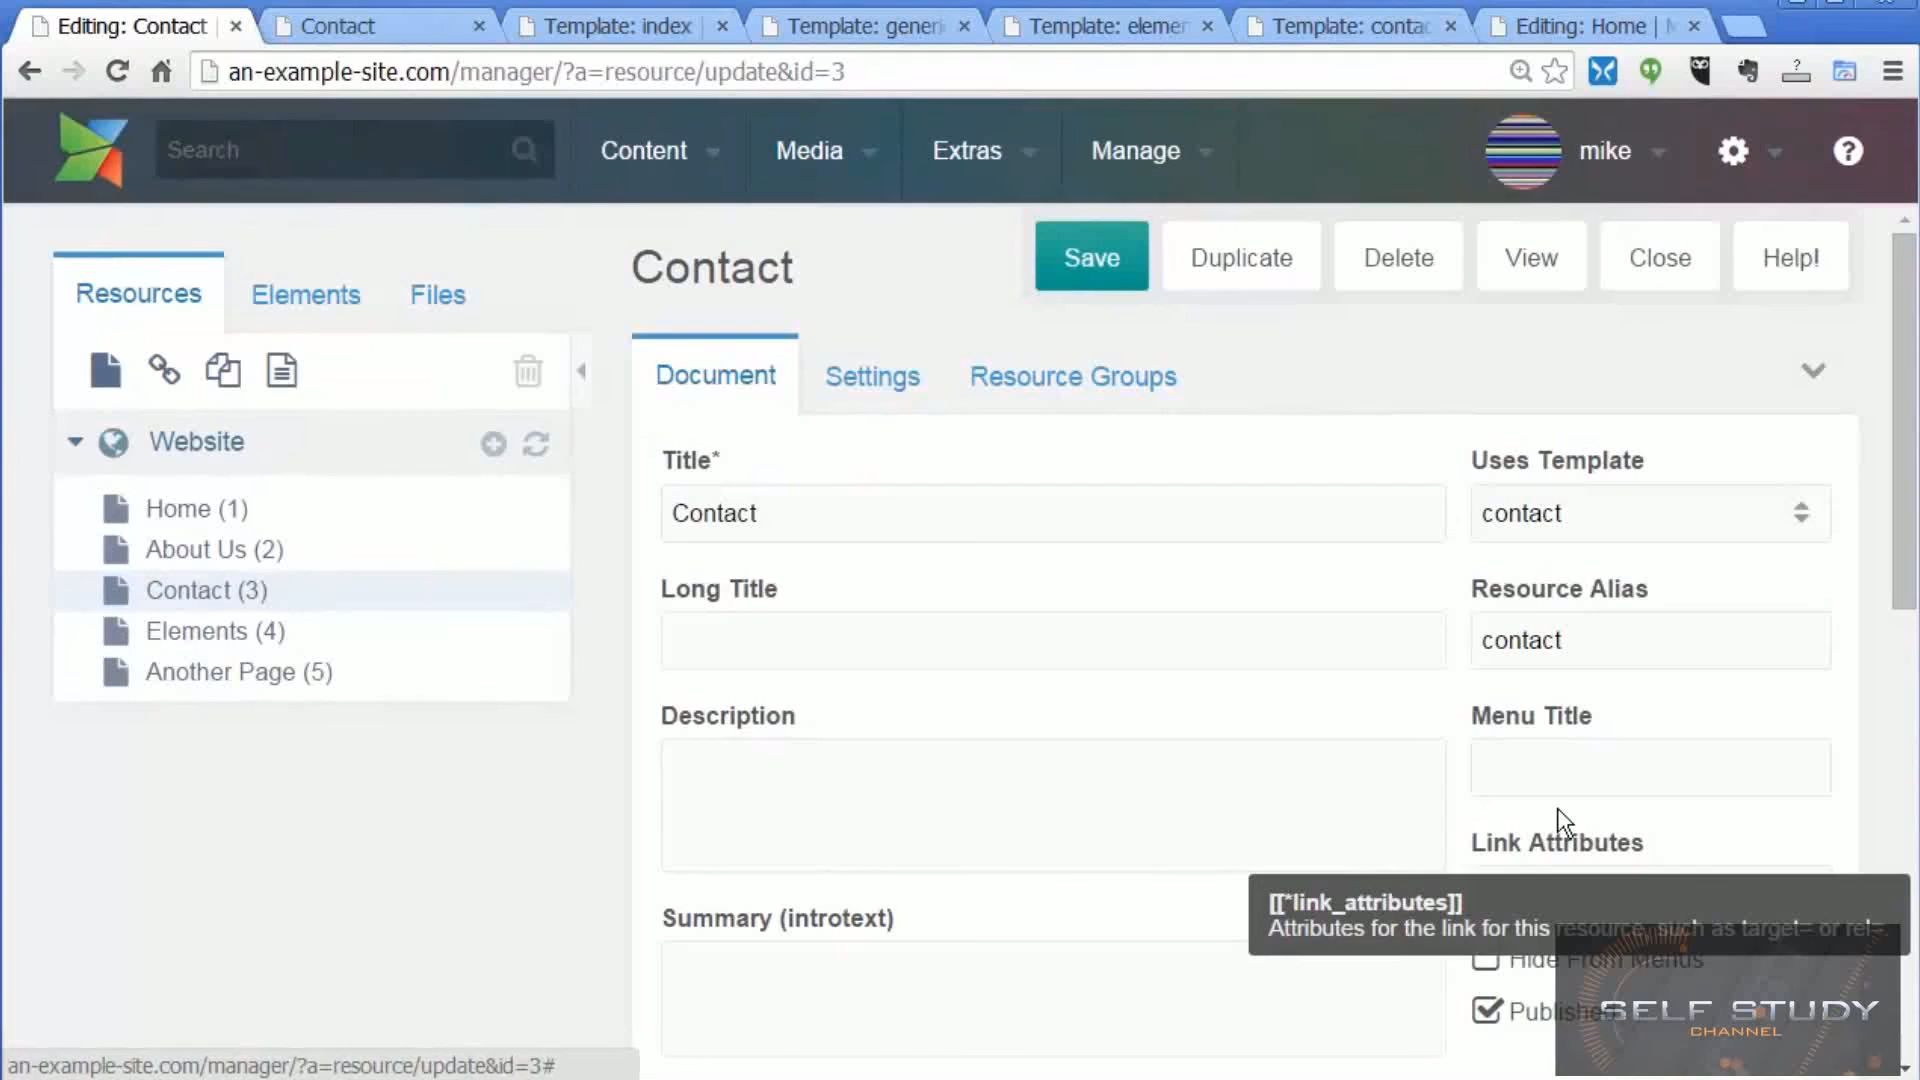 Editing: Contact
Contact
Template: index
Template: generi
Template: elemen
Template: contac
Editing: Home | M
an-example-site.com/manager/?a=resource/update&id=3
Search
Content
Media
Extras
Manage
mike
Resources
Elements
Files
Contact
Save
Duplicate
Delete
View
Close
Help!
Document
Settings
Resource Groups
Website
Home (1)
About Us (2)
Contact (3)
Elements (4)
Another Page (5)
Title*
Contact
Uses Template
contact
Long Title
Resource Alias
contact
Description
Menu Title
Link Attributes
[[*link_attributes]]
Attributes for the link for this resource, such as target= or rel=.
Summary (introtext)
Hide From Menus
Published
SELF STUDY
CHANNEL
an-example-site.com/manager/?a=resource/update&id=3#